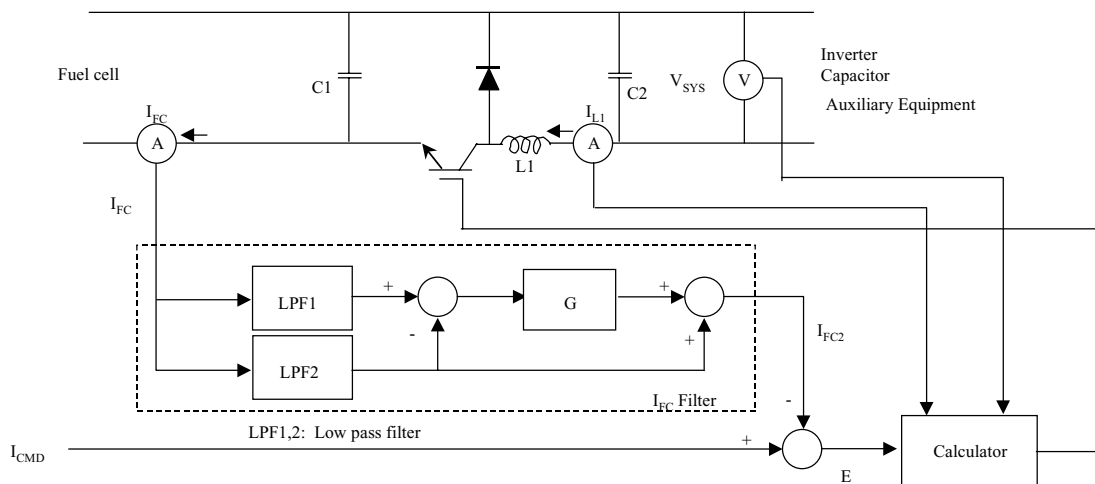 Fuel cell
C1
C2
V_SYS
V
Inverter
Capacitor
Auxiliary Equipment
I_FC
A
I_L1
A
L1
I_FC
LPF1
+
-
G
+
+
LPF2
I_FC2
I_FC Filter
-
LPF1,2: Low pass filter
I_CMD
+
E
Calculator